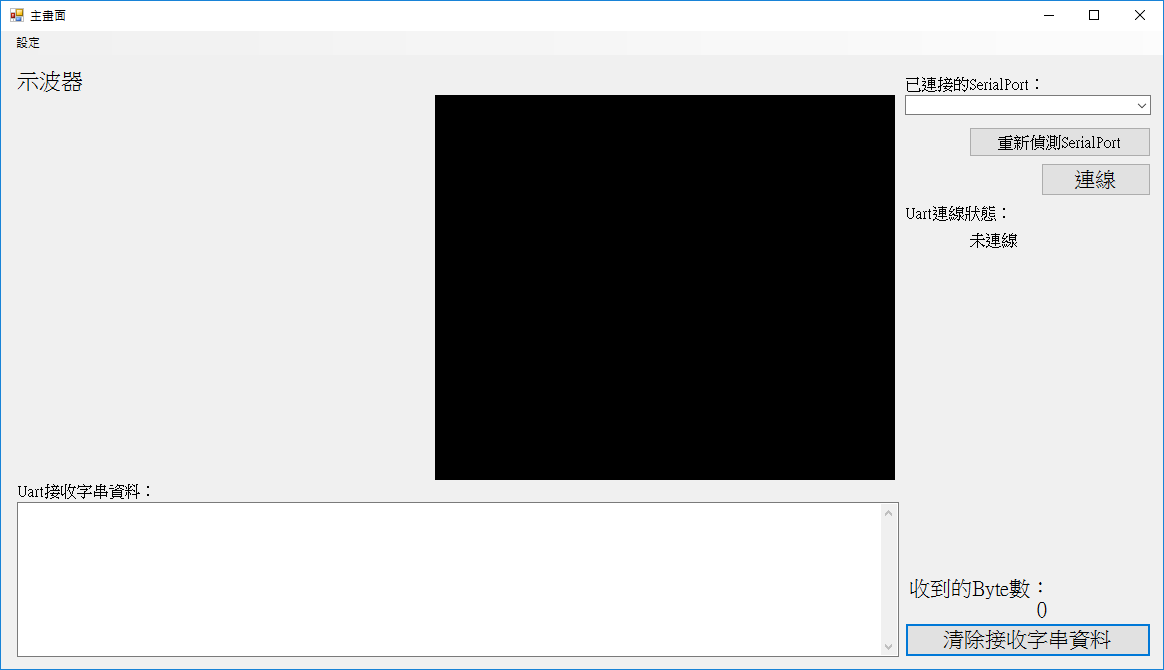 主畫面
設定
示波器
已連接的SerialPort：
重新偵測SerialPort
連線
Uart連線狀態：
未連線
Uart接收字串資料：
收到的Byte數：
0
清除接收字串資料